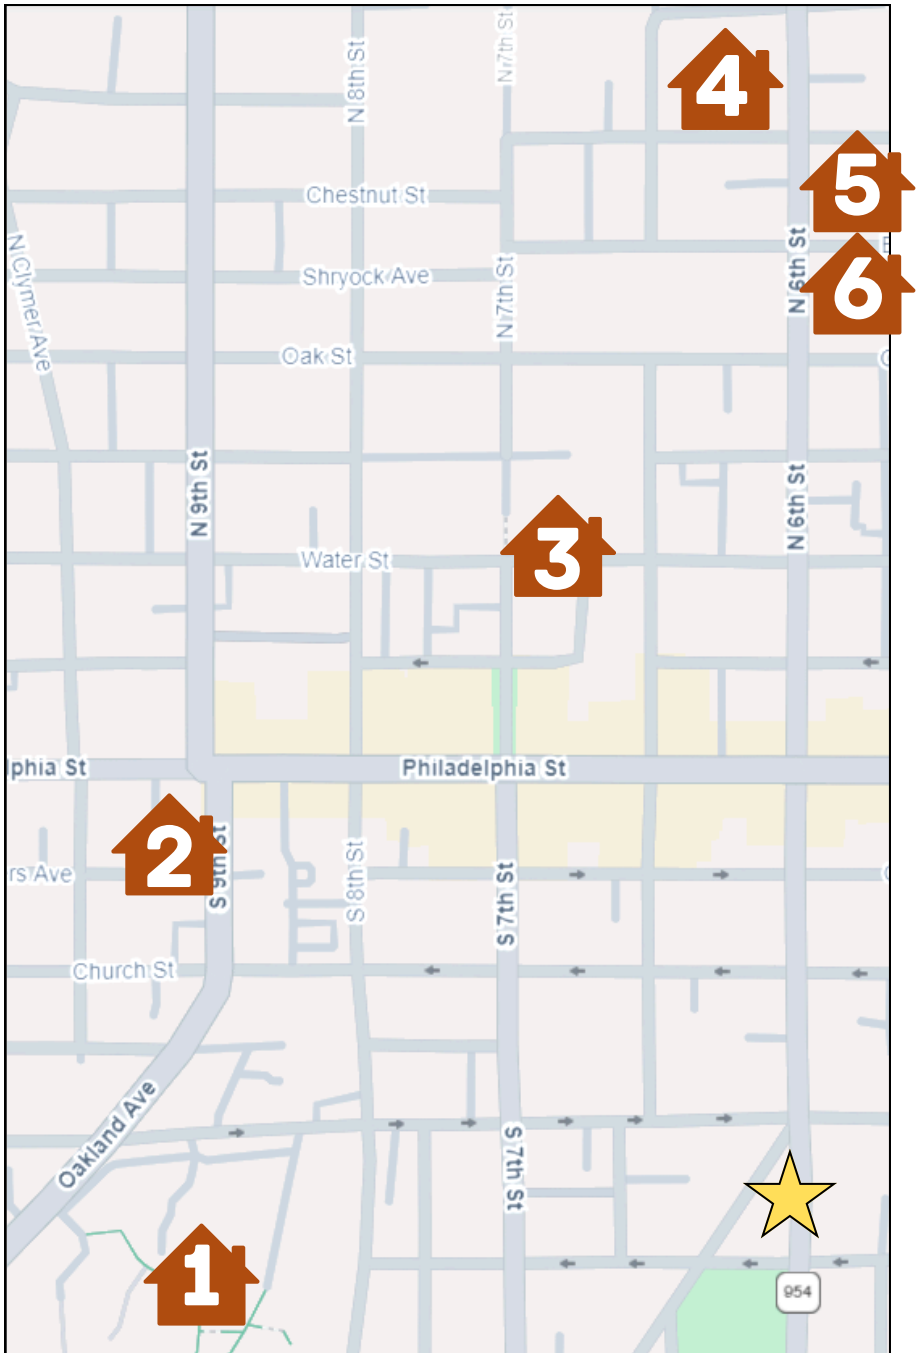 N 7th St
N 8th St
4
5
Chestnut St
N 6th St
E
N Clymer Ave
Shryock Ave
N 7th St
6
Oak St
N 9th St
N 6th St
3
Water St
lphia St
Philadelphia St
2
S 9th St
rs Ave
S 8th St
S 7th St
Church St
Oakland Ave
S 7th St
1
954